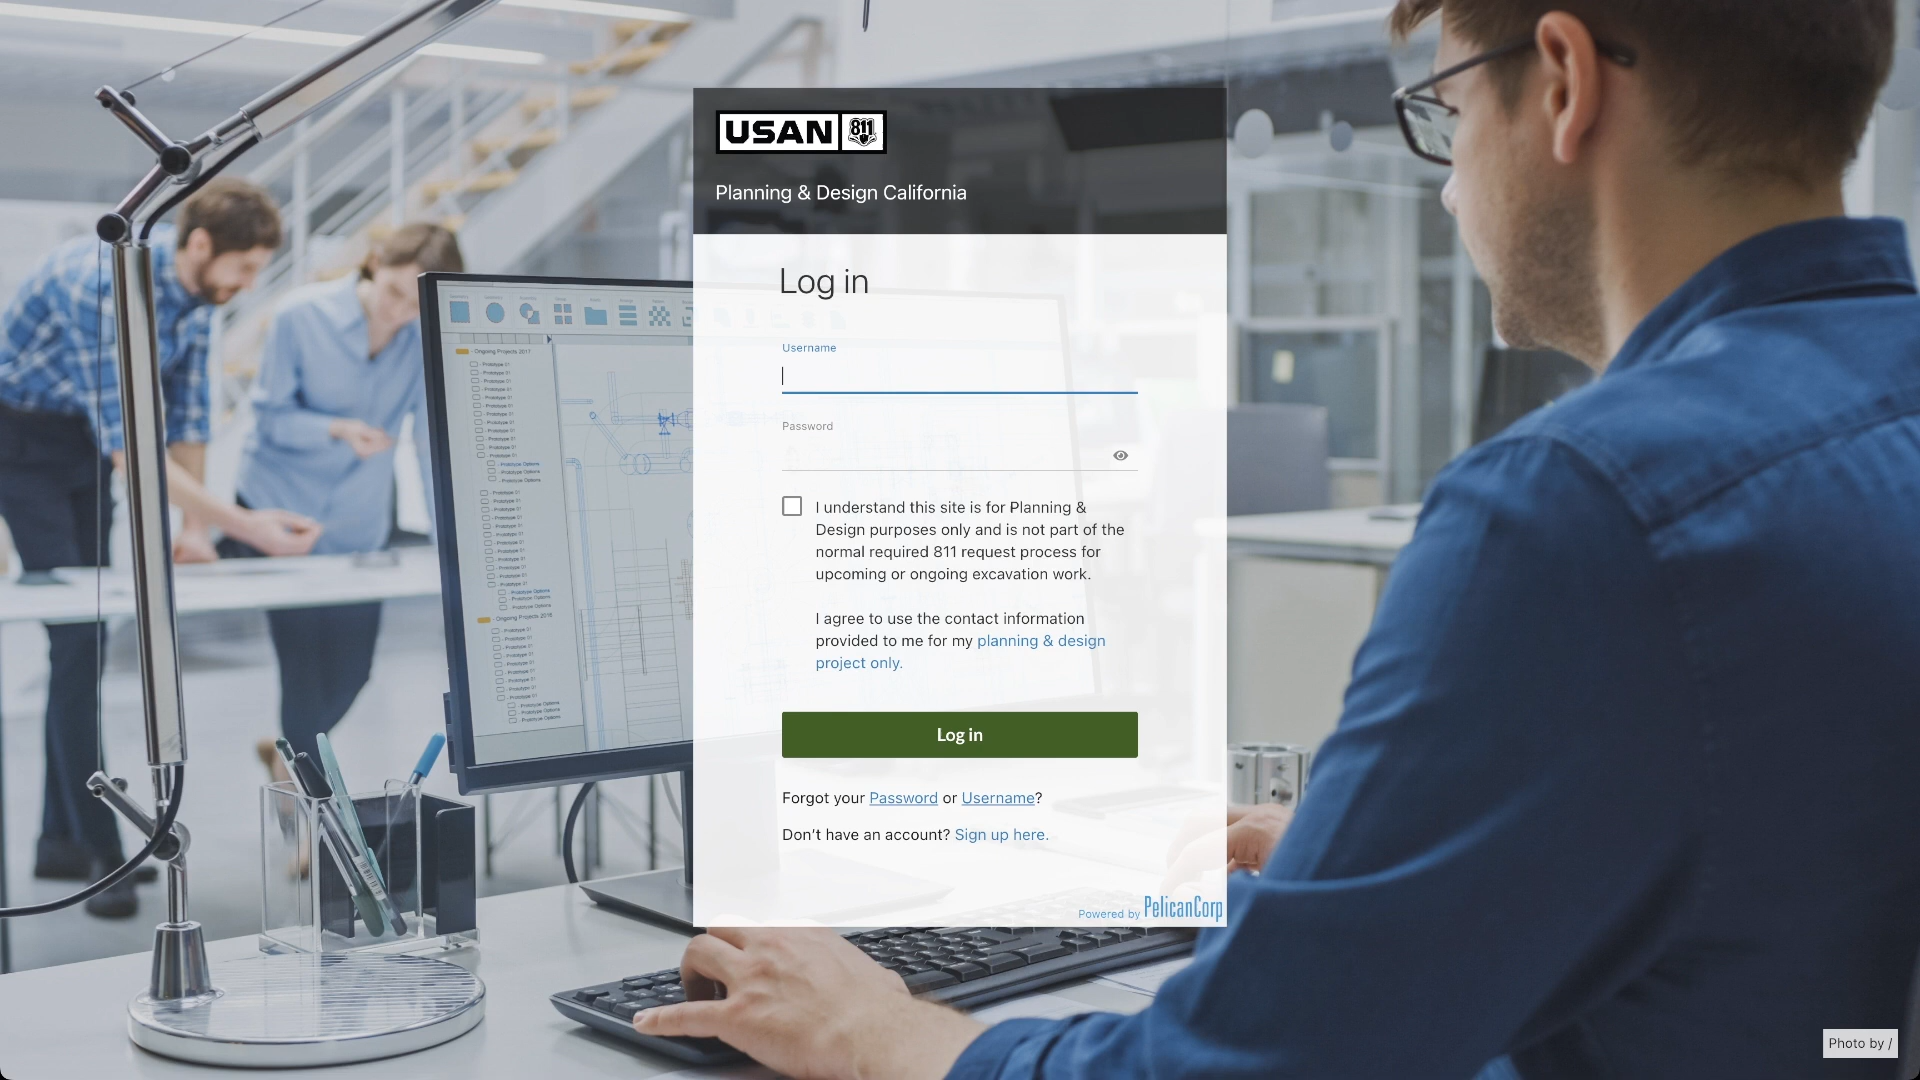 USAN 811
Planning & Design California
Log in
Username
Password
I understand this site is for Planning &
Design purposes only and is not part of the
normal required 811 request process for
upcoming or ongoing excavation work.
I agree to use the contact information
provided to me for my planning & design
project only.
Log in
Forgot your Password or Username?
Don't have an account? Sign up here.
Powered by PelicanCorp
Photo by /